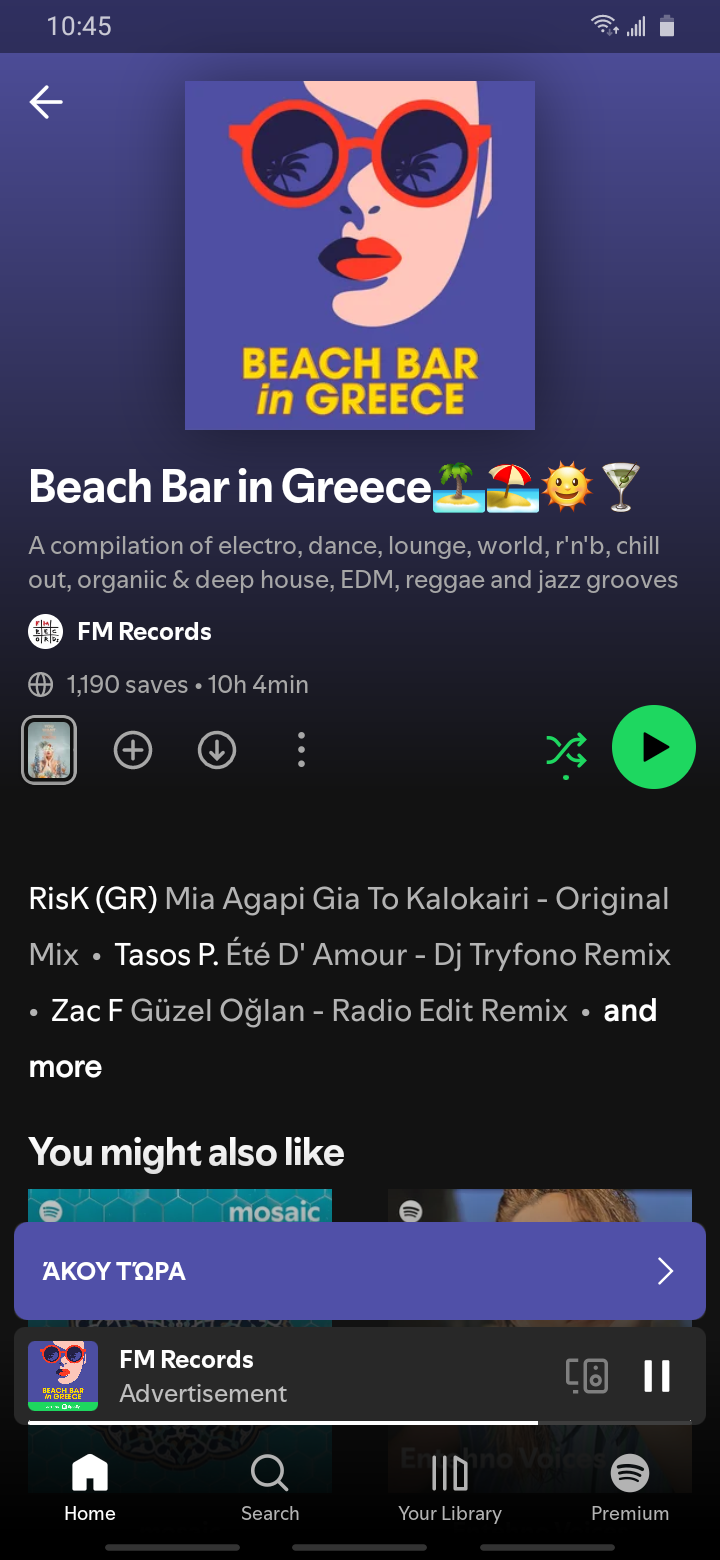 10:45
BEACH BAR
in GREECE
Beach Bar in Greece🏝️🏖️🌞🍸
A compilation of electro, dance, lounge, world, r'n'b, chill
out, organiic & deep house, EDM, reggae and jazz grooves
FM Records
1,190 saves • 10h 4min
RisK (GR) Mia Agapi Gia To Kalokairi - Original
Mix • Tasos P. Été D' Amour - Dj Tryfono Remix
• Zac F Güzel Oğlan - Radio Edit Remix • and
more
You might also like
mosaic
ΆΚΟΥ ΤΏΡΑ
FM Records
Advertisement
BEACH BAR
in GREECE
Entehno Voices
Home
Search
Your Library
Premium